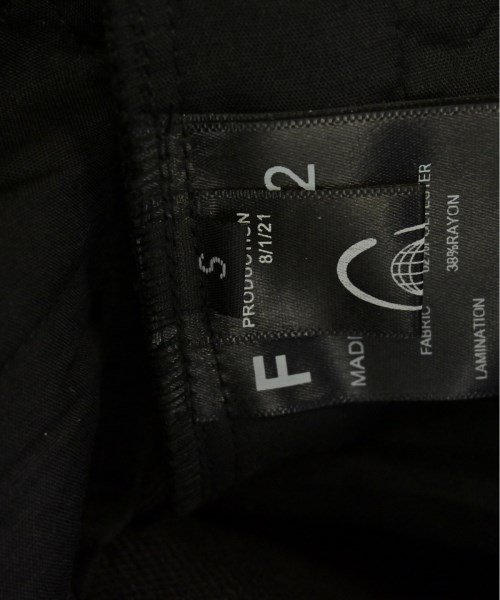 S
PRODUCTION
8/1/21
F 2
MADE
FABRIC
38%RAYON
LAMINATION